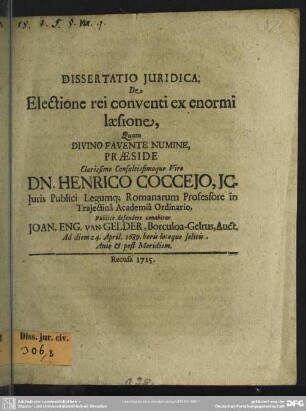 DISSERTATIO JURIDICA,
De
Electione rei conventi ex enormi
læsione,
Quam
DIVINO FAVENTE NUMINE,
PRÆSIDE
Clarissimo Consultissimoque Viro
DN. HENRICO COCCEJO, JC.
Juris Publici Legumq; Romanarum Professore in
Trajectinâ Academiâ Ordinario,
Publicè defendere conabitur
JOAN. ENG. VAN GELDER, Borculoa-Gelrus, Auct.
Ad diem 24. April. 1689. horis locoque solitis,
Ante & post Meridiem.
Recusa 1715.
Diss. jur. civ.
306,8